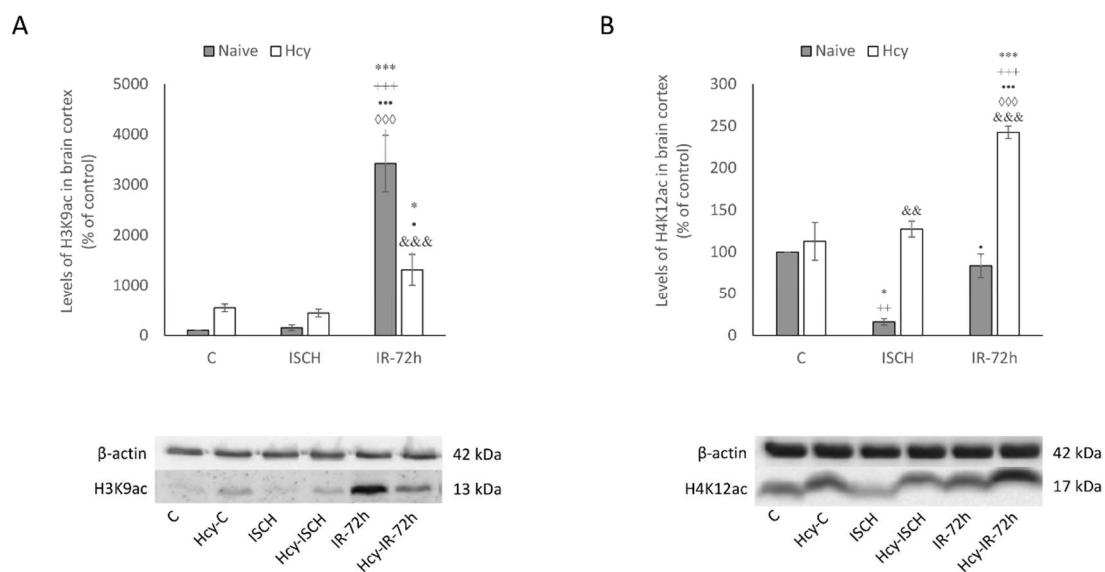 A
Naive Hcy
Levels of H3K9ac in brain cortex
(% of control)
5000
4000
3000
2000
1000
0
***
+++
•••
◊◊◊
*
•
&&&
C ISCH IR-72h
β-actin 42 kDa
H3K9ac 13 kDa
C Hcy-C ISCH Hcy-ISCH IR-72h Hcy-IR-72h
B
Naive Hcy
Levels of H4K12ac in brain cortex
(% of control)
300
250
200
150
100
50
0
*
++
&&
•
***
+++
•••
◊◊◊
&&&
C ISCH IR-72h
β-actin 42 kDa
H4K12ac 17 kDa
C Hcy-C ISCH Hcy-ISCH IR-72h Hcy-IR-72h